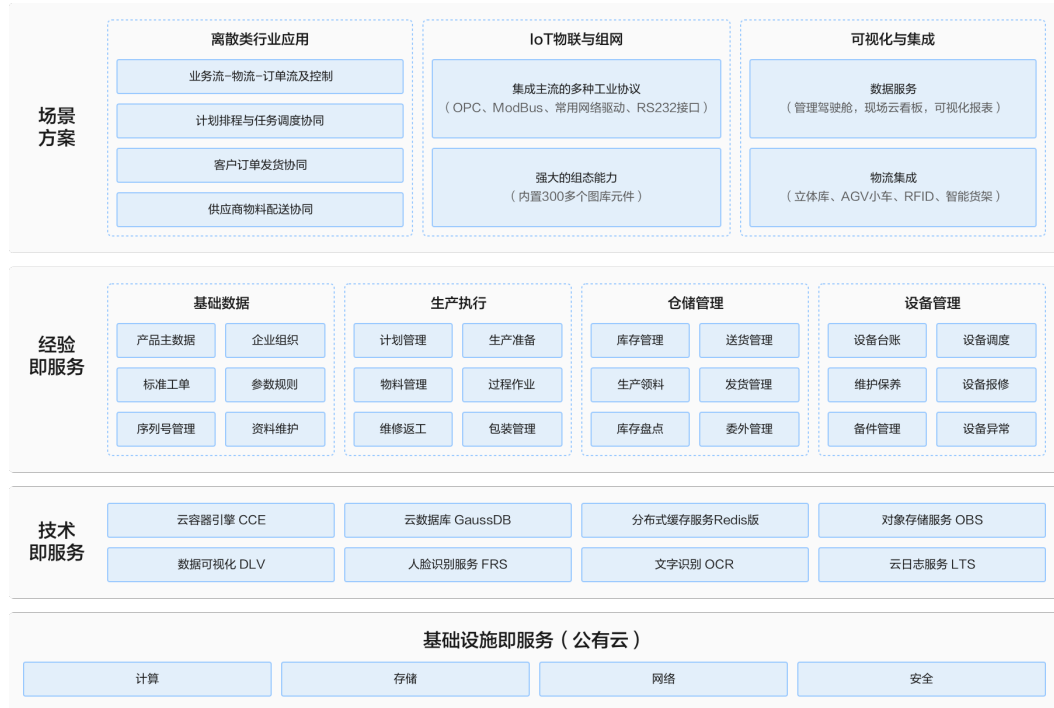 场景
方案
离散类行业应用
业务流-物流-订单流及控制
计划排程与任务调度协同
客户订单发货协同
供应商物料配送协同
IoT物联与组网
集成主流的多种工业协议
（OPC、ModBus、常用网络驱动、RS232接口）
强大的组态能力
（内置300多个图库元件）
可视化与集成
数据服务
（管理驾驶舱，现场云看板，可视化报表）
物流集成
（立体库、AGV小车、RFID、智能货架）
经验
即服务
基础数据
产品主数据 企业组织
标准工单 参数规则
序列号管理 资料维护
生产执行
计划管理 生产准备
物料管理 过程作业
维修返工 包装管理
仓储管理
库存管理 送货管理
生产领料 发货管理
库存盘点 委外管理
设备管理
设备台账 设备调度
维护保养 设备报修
备件管理 设备异常
技术
即服务
云容器引擎 CCE 云数据库 GaussDB 分布式缓存服务Redis版 对象存储服务 OBS
数据可视化 DLV 人脸识别服务 FRS 文字识别 OCR 云日志服务 LTS
基础设施即服务（公有云）
计算 存储 网络 安全